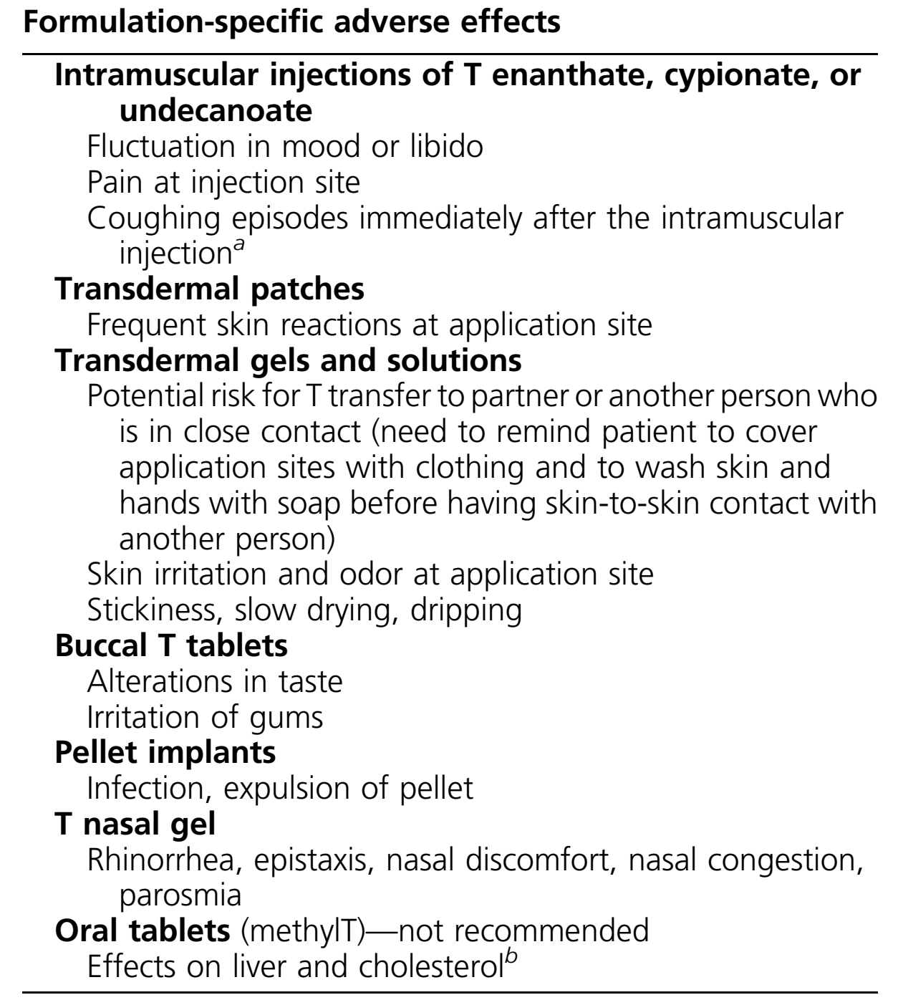 Formulation-specific adverse effects
Intramuscular injections of T enanthate, cypionate, or
undecanoate
Fluctuation in mood or libido
Pain at injection site
Coughing episodes immediately after the intramuscular
injectionᵃ
Transdermal patches
Frequent skin reactions at application site
Transdermal gels and solutions
Potential risk for T transfer to partner or another person who
is in close contact (need to remind patient to cover
application sites with clothing and to wash skin and
hands with soap before having skin-to-skin contact with
another person)
Skin irritation and odor at application site
Stickiness, slow drying, dripping
Buccal T tablets
Alterations in taste
Irritation of gums
Pellet implants
Infection, expulsion of pellet
T nasal gel
Rhinorrhea, epistaxis, nasal discomfort, nasal congestion,
parosmia
Oral tablets (methylT)—not recommended
Effects on liver and cholesterolᵇ